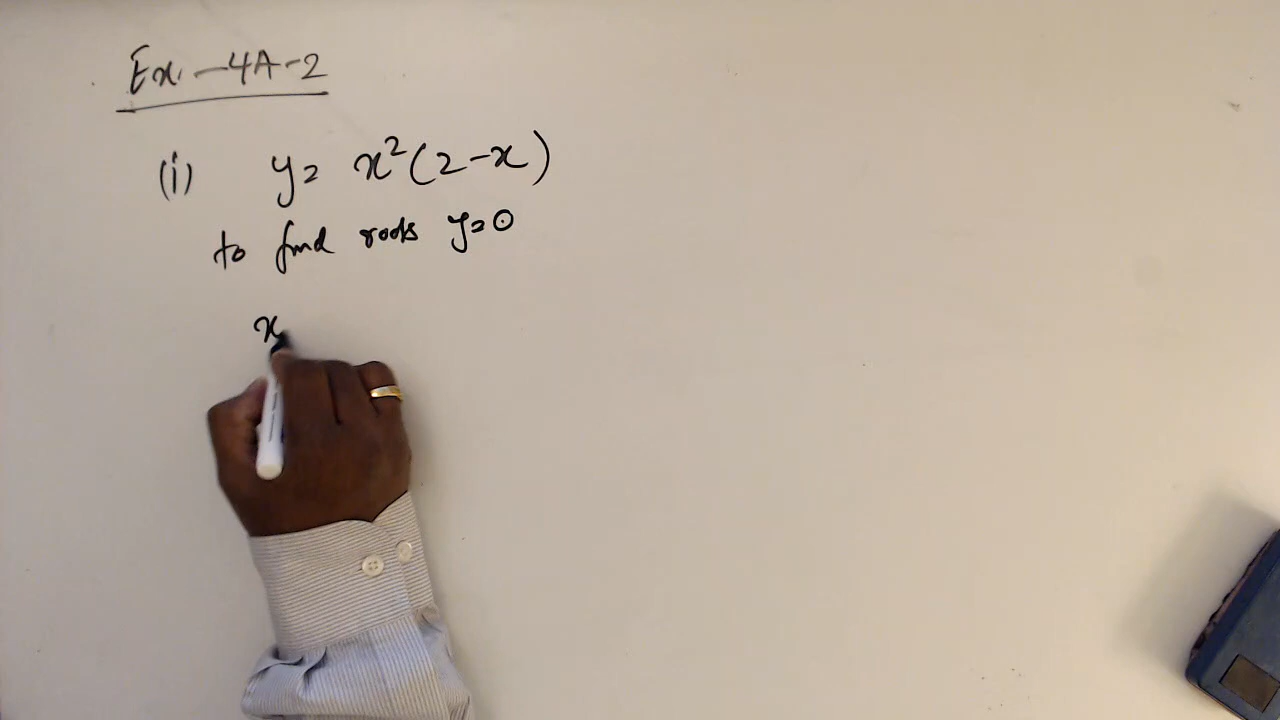 Ex. - 4A - 2
(i) y = x²(2-x)
to find roots y = 0
x